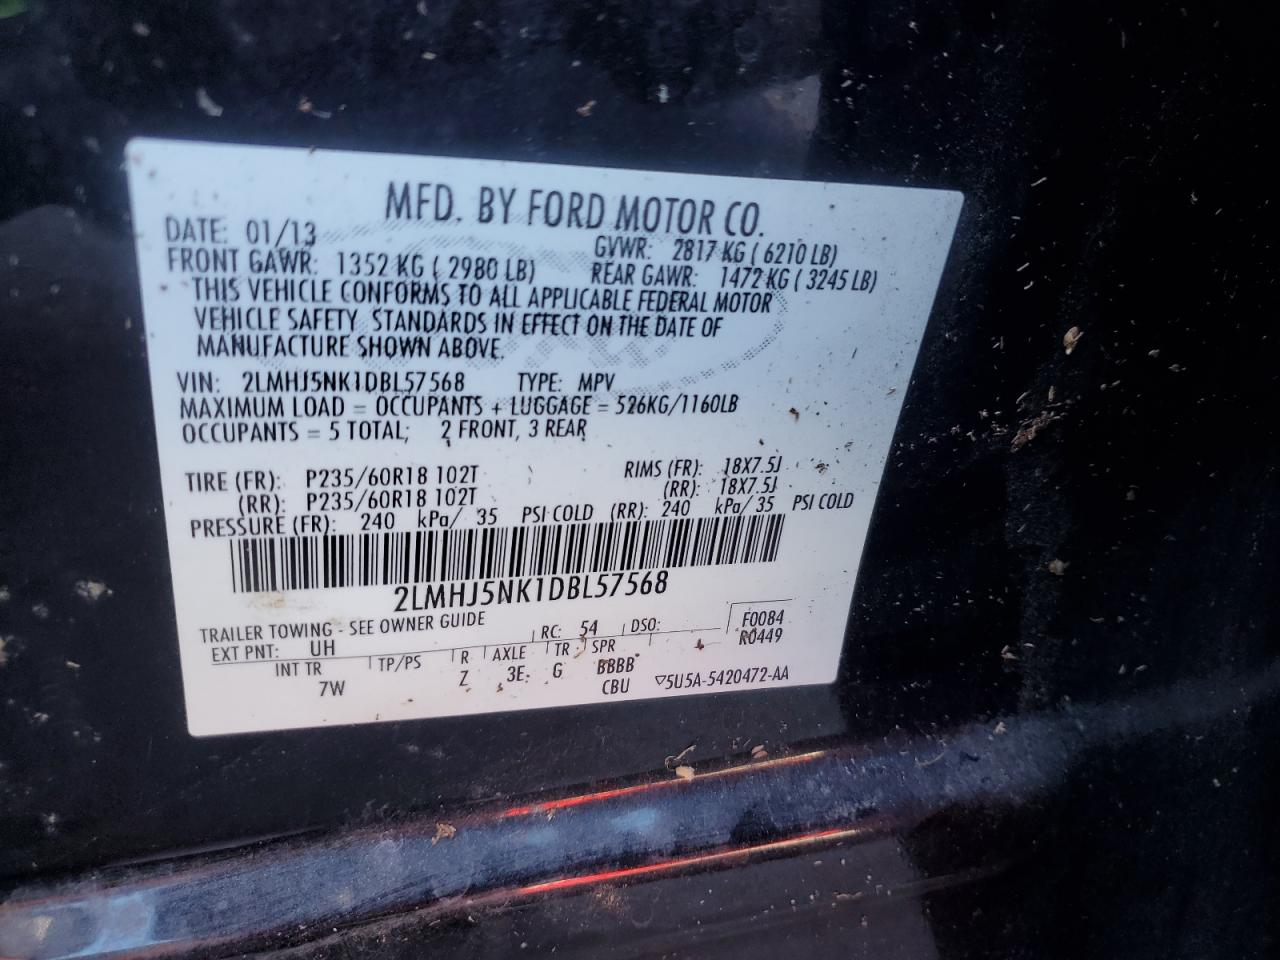 MFD. BY FORD MOTOR CO.
DATE: 01/13 GVWR: 2817 KG ( 6210 LB)
FRONT GAWR: 1352 KG ( 2980 LB) REAR GAWR: 1472 KG ( 3245 LB)
THIS VEHICLE CONFORMS TO ALL APPLICABLE FEDERAL MOTOR
VEHICLE SAFETY STANDARDS IN EFFECT ON THE DATE OF
MANUFACTURE SHOWN ABOVE.
VIN: 2LMHJ5NK1DBL57568 TYPE: MPV
MAXIMUM LOAD = OCCUPANTS + LUGGAGE = 526KG/1160LB
OCCUPANTS = 5 TOTAL; 2 FRONT, 3 REAR
TIRE (FR): P235/60R18 102T RIMS (FR): 18X7.5J
(RR): P235/60R18 102T (RR): 18X7.5J
PRESSURE (FR): 240 kPa/ 35 PSI COLD (RR): 240 kPa/ 35 PSI COLD
2LMHJ5NK1DBL57568
TRAILER TOWING - SEE OWNER GUIDE RC: 54 DSO: F0084
EXT PNT: UH R0449
INT TR TP/PS R AXLE TR SPR
7W Z 3E G BBBB
CBU ▽5U5A-5420472-AA